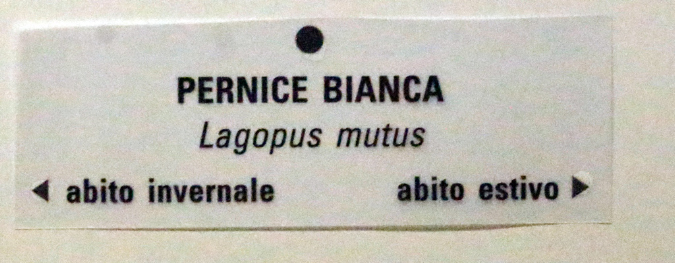 PERNICE BIANCA
Lagopus mutus
◄ abito invernale abito estivo ►